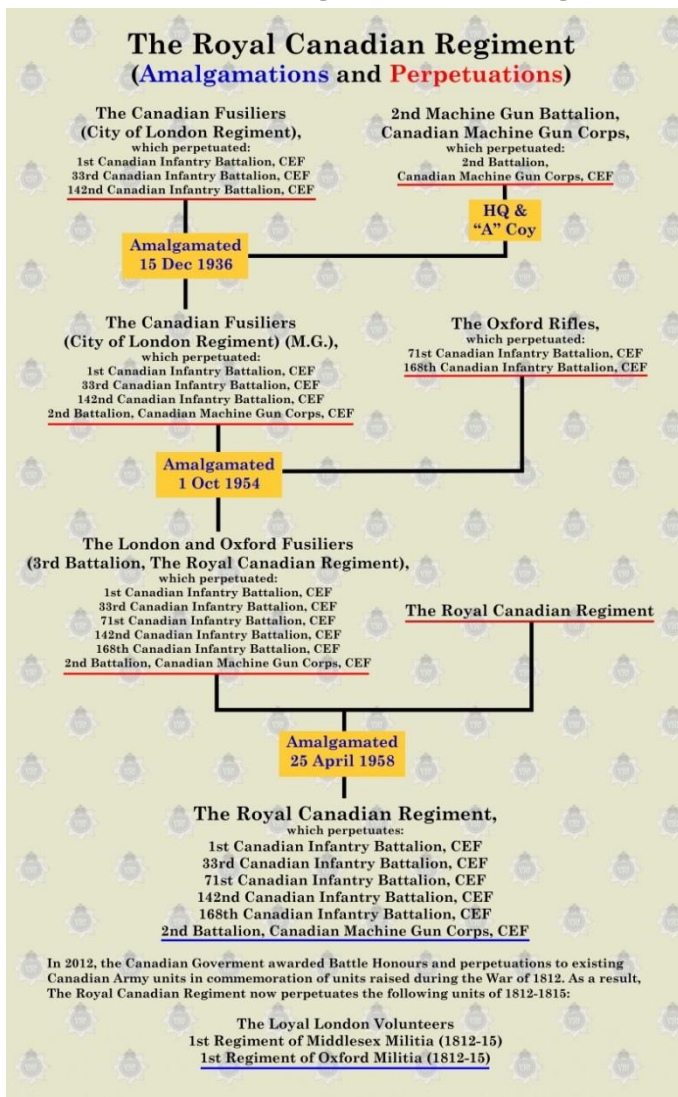 The Royal Canadian Regiment
(Amalgamations and Perpetuations)
The Canadian Fusiliers
(City of London Regiment),
which perpetuated:
1st Canadian Infantry Battalion, CEF
33rd Canadian Infantry Battalion, CEF
142nd Canadian Infantry Battalion, CEF
2nd Machine Gun Battalion,
Canadian Machine Gun Corps,
which perpetuated:
2nd Battalion,
Canadian Machine Gun Corps, CEF
HQ &
“A” Coy
Amalgamated
15 Dec 1936
The Canadian Fusiliers
(City of London Regiment) (M.G.),
which perpetuated:
1st Canadian Infantry Battalion, CEF
33rd Canadian Infantry Battalion, CEF
142nd Canadian Infantry Battalion, CEF
2nd Battalion, Canadian Machine Gun Corps, CEF
The Oxford Rifles,
which perpetuated:
71st Canadian Infantry Battalion, CEF
168th Canadian Infantry Battalion, CEF
Amalgamated
1 Oct 1954
The London and Oxford Fusiliers
(3rd Battalion, The Royal Canadian Regiment),
which perpetuated:
1st Canadian Infantry Battalion, CEF
33rd Canadian Infantry Battalion, CEF
71st Canadian Infantry Battalion, CEF
142nd Canadian Infantry Battalion, CEF
168th Canadian Infantry Battalion, CEF
2nd Battalion, Canadian Machine Gun Corps, CEF
The Royal Canadian Regiment
Amalgamated
25 April 1958
The Royal Canadian Regiment,
which perpetuates:
1st Canadian Infantry Battalion, CEF
33rd Canadian Infantry Battalion, CEF
71st Canadian Infantry Battalion, CEF
142nd Canadian Infantry Battalion, CEF
168th Canadian Infantry Battalion, CEF
2nd Battalion, Canadian Machine Gun Corps, CEF
In 2012, the Canadian Goverment awarded Battle Honours and perpetuations to existing
Canadian Army units in commemoration of units raised during the War of 1812. As a result,
The Royal Canadian Regiment now perpetuates the following units of 1812-1815:
The Loyal London Volunteers
1st Regiment of Middlesex Militia (1812-15)
1st Regiment of Oxford Militia (1812-15)